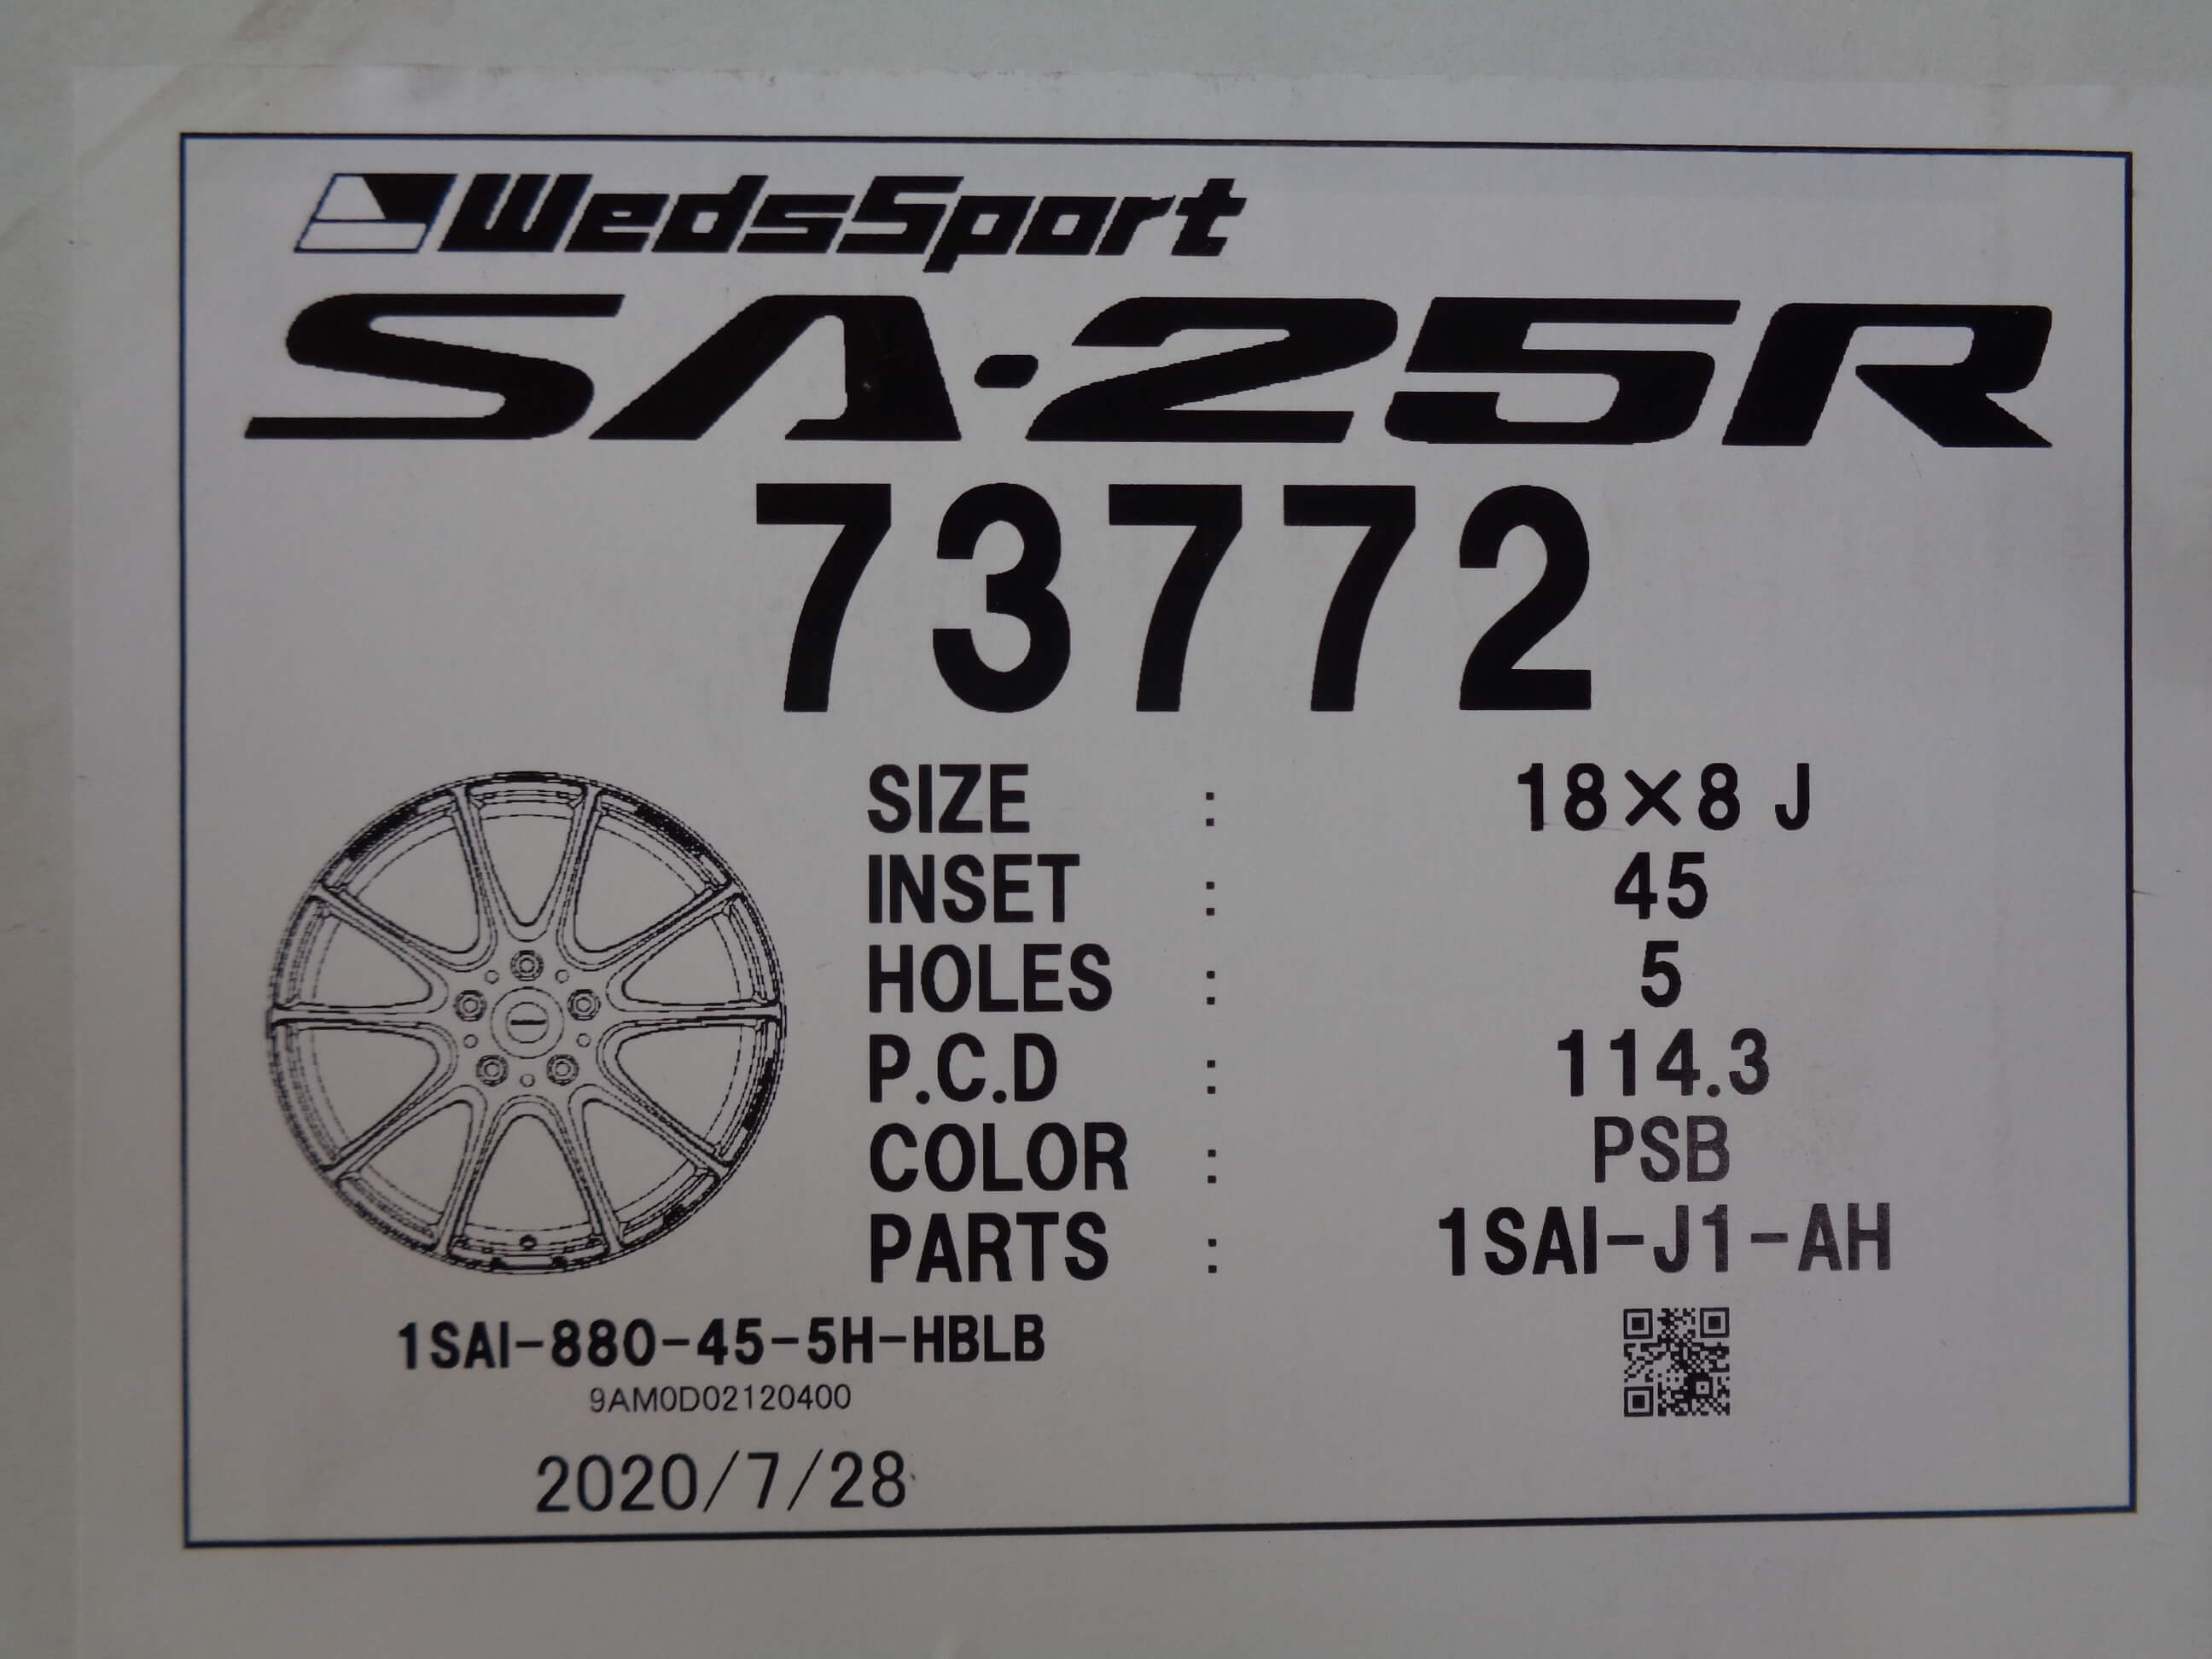 WedsSport
SA-25R
73772
SIZE : 18×8 J
INSET : 45
HOLES : 5
P.C.D : 114.3
COLOR : PSB
PARTS : 1SAI-J1-AH
1SAI-880-45-5H-HBLB
9AM0D02120400
2020/7/28